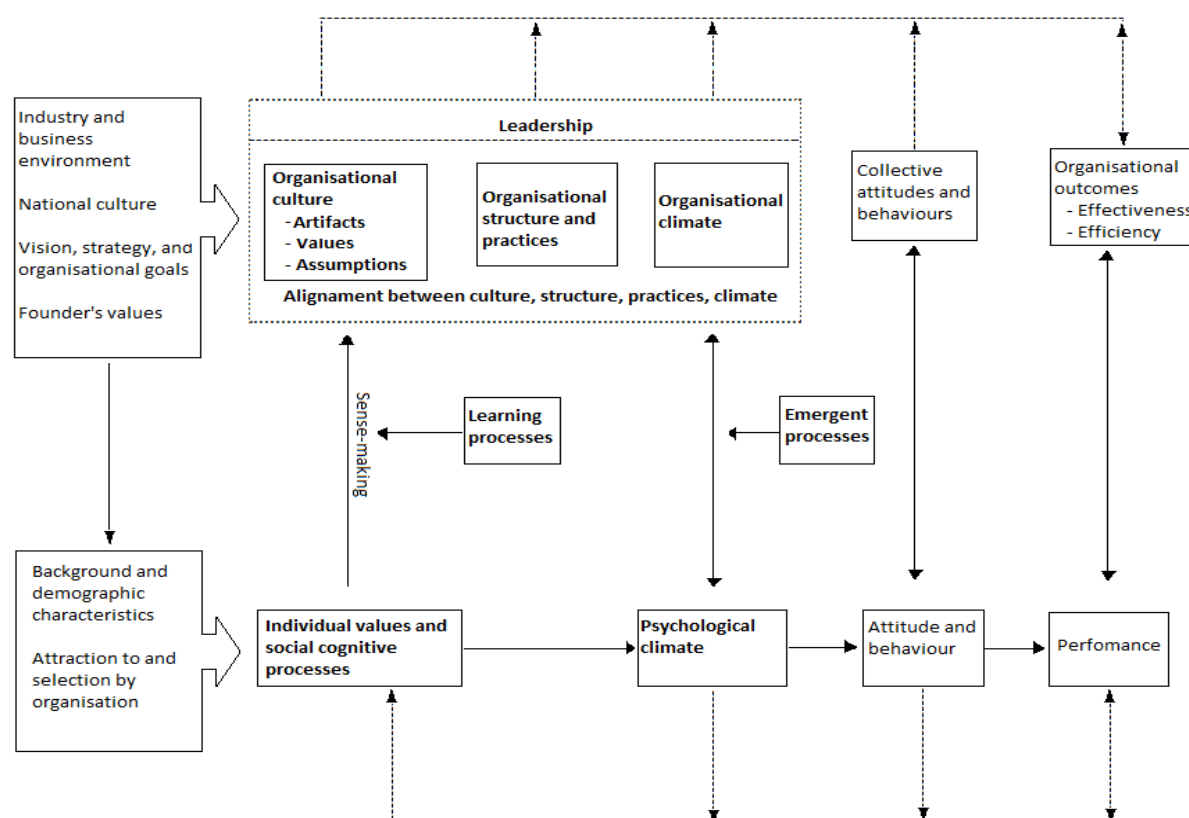 Industry and
business
environment
National culture
Vision, strategy, and
organisational goals
Founder's values
Leadership
Organisational
culture
- Artifacts
- Values
- Assumptions
Organisational
structure and
practices
Organisational
climate
Alignament between culture, structure, practices, climate
Collective
attitudes and
behaviours
Organisational
outcomes
- Effectiveness
- Efficiency
Sense-making
Learning
processes
Emergent
processes
Background and
demographic
characteristics
Attraction to and
selection by
organisation
Individual values and
social cognitive
processes
Psychological
climate
Attitude and
behaviour
Perfomance